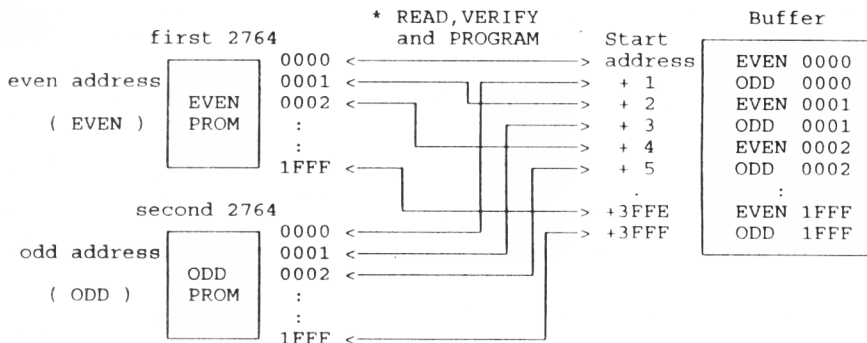 * READ,VERIFY and PROGRAM
Buffer
first 2764
Start address
even address
( EVEN )
EVEN PROM
0000 <
0001 <
0002 <
:
:
1FFF <
> 
> + 1
> + 2
> + 3
> + 4
> + 5
.
> +3FFE
> +3FFF
EVEN 0000
ODD 0000
EVEN 0001
ODD 0001
EVEN 0002
ODD 0002
:
EVEN 1FFF
ODD 1FFF
second 2764
odd address
( ODD )
ODD PROM
0000 <
0001 <
0002 <
:
:
1FFF <